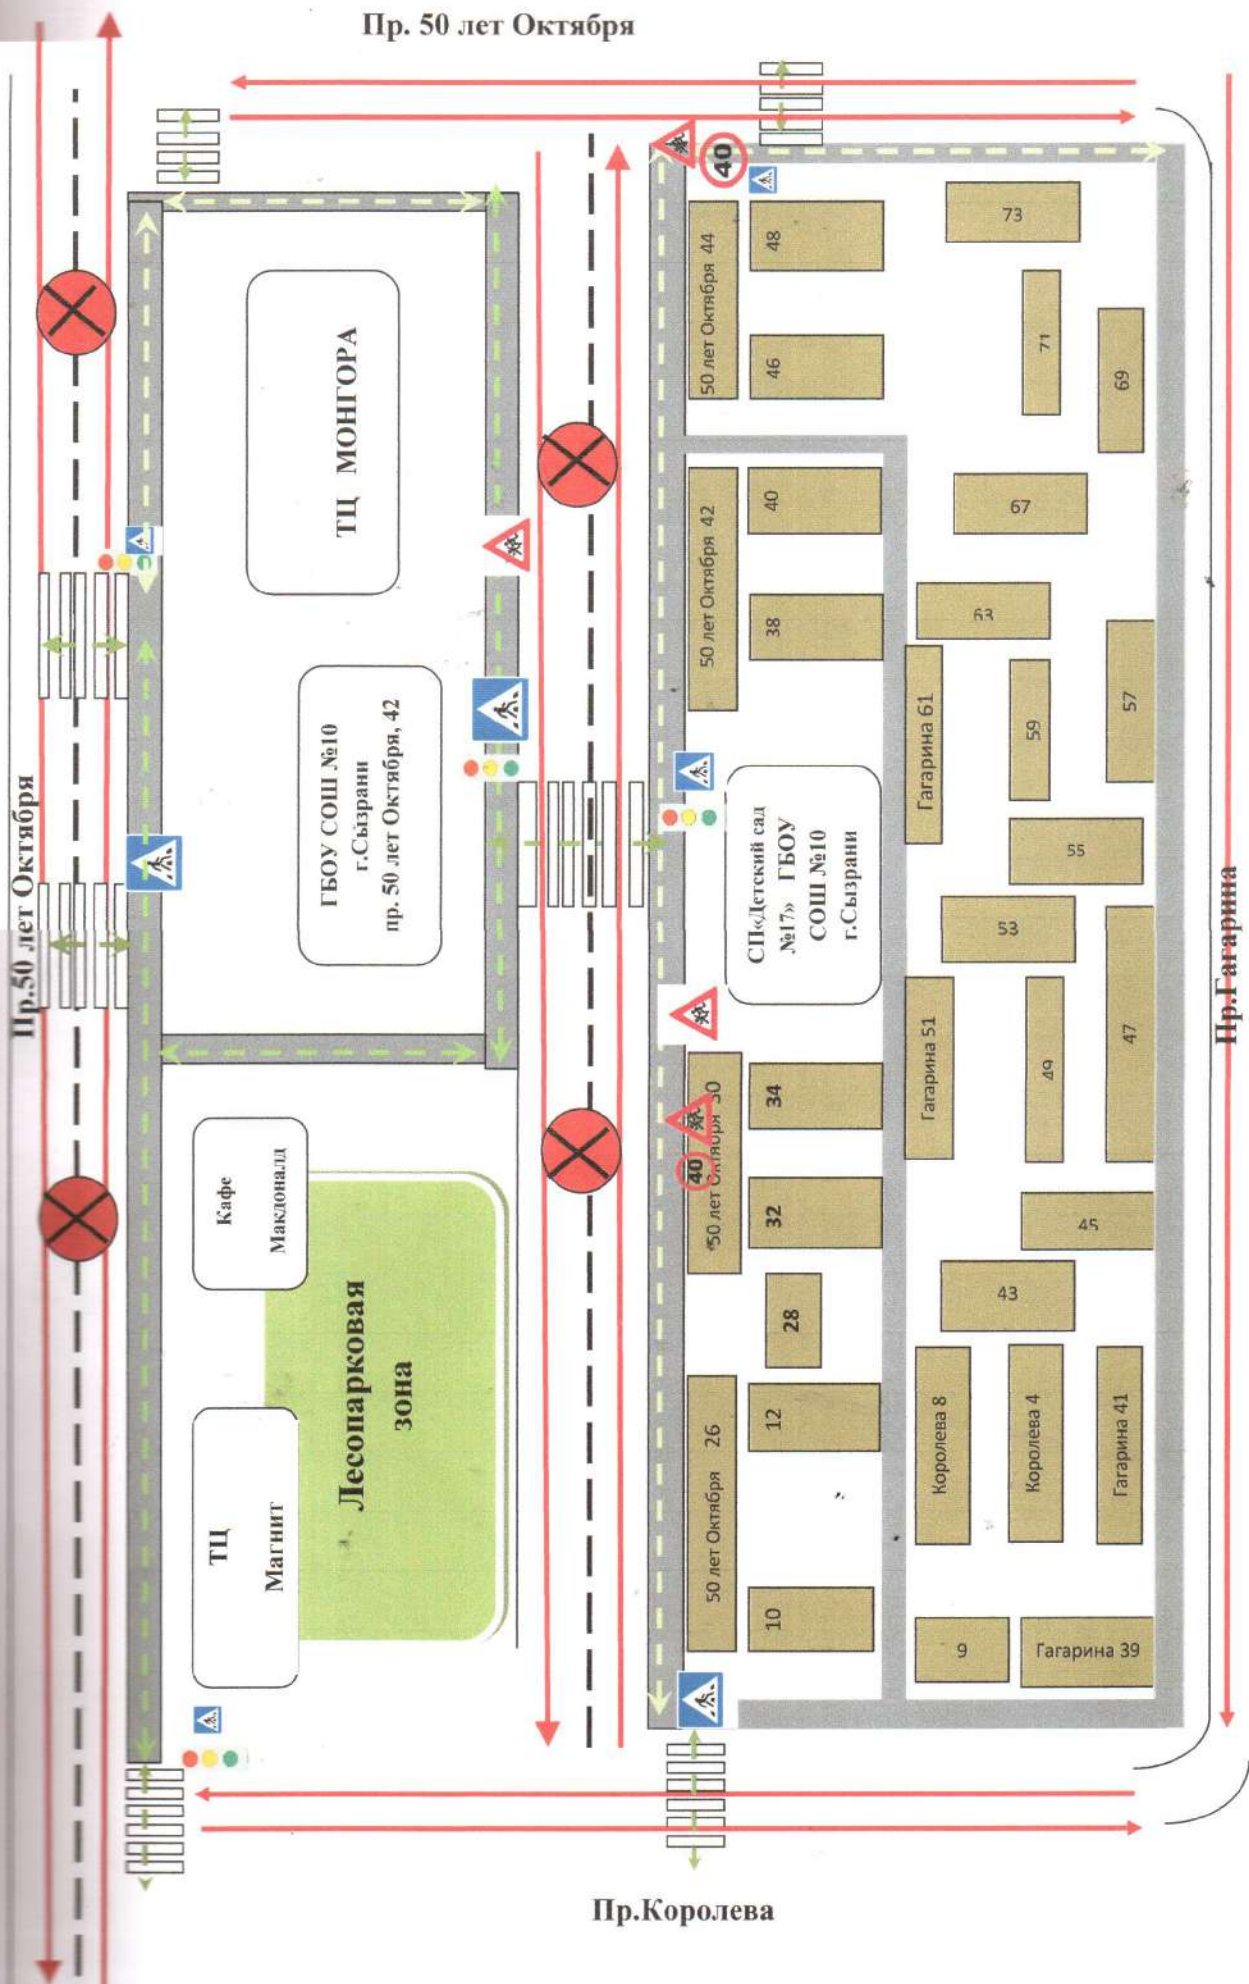 Пр. 50 лет Октября
Пр.50 лет Октября
ТЦ МОНГОРА
ГБОУ СОШ №10
г.Сызрани
пр. 50 лет Октября, 42
Кафе
Макдоналд
Лесопарковая
зона
ТЦ
Магнит
40
50 лет Октября 44
48
46
50 лет Октября 42
40
38
СП«Детский сад
№17» ГБОУ
СОШ №10
г.Сызрани
50 лет Октября 30
40
34
32
28
50 лет Октября 26
12
10
73
71
69
67
63
Гагарина 61
59
57
55
53
Гагарина 51
49
47
45
43
Королева 8
Королева 4
Гагарина 41
9
Гагарина 39
Пр.Гагарина
Пр.Королева